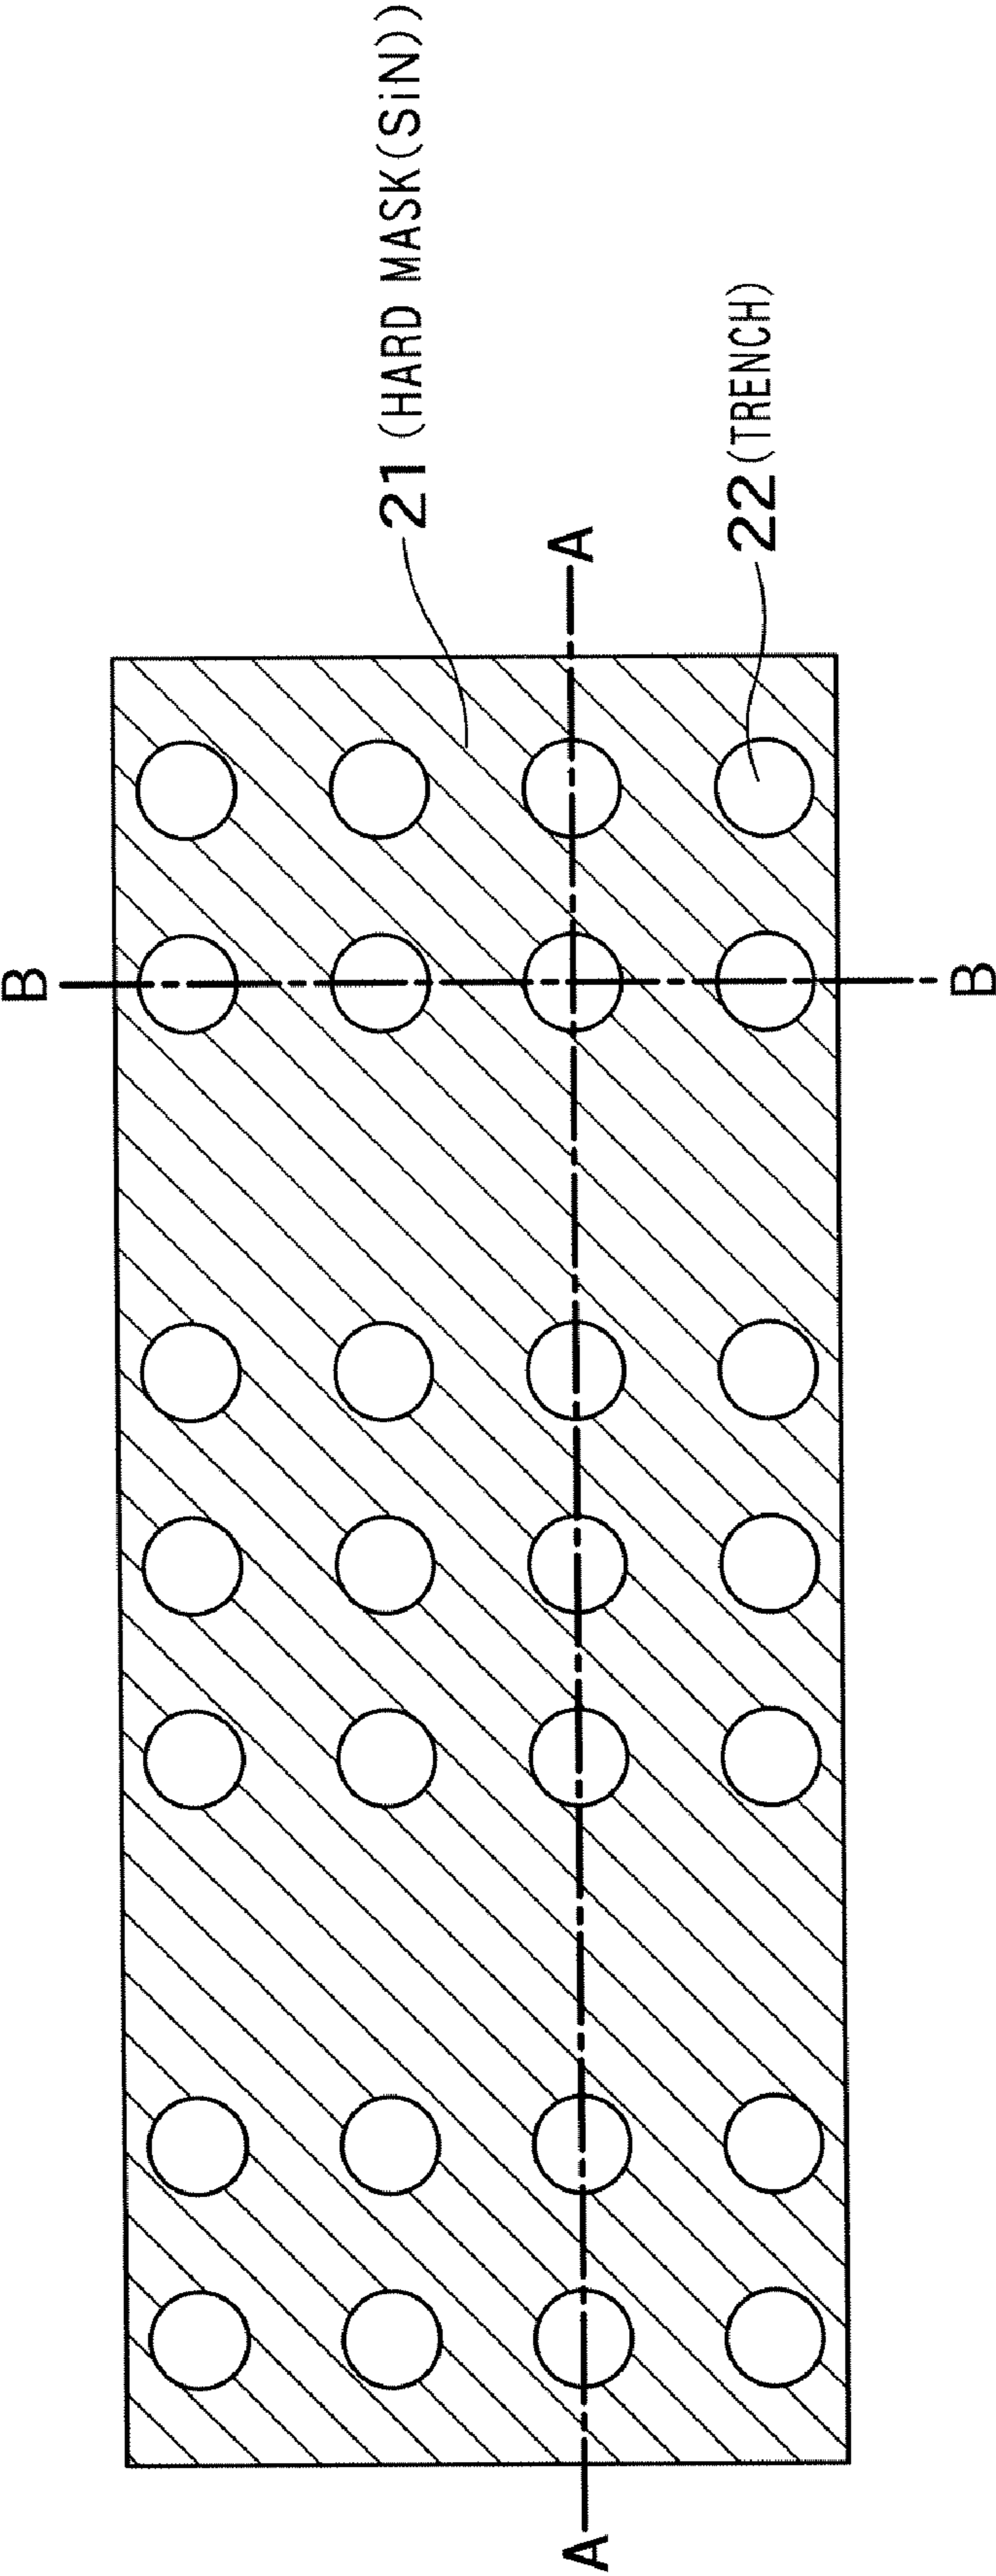 21(HARD MASK(SiN))
22(TRENCH)
A
A
B
B